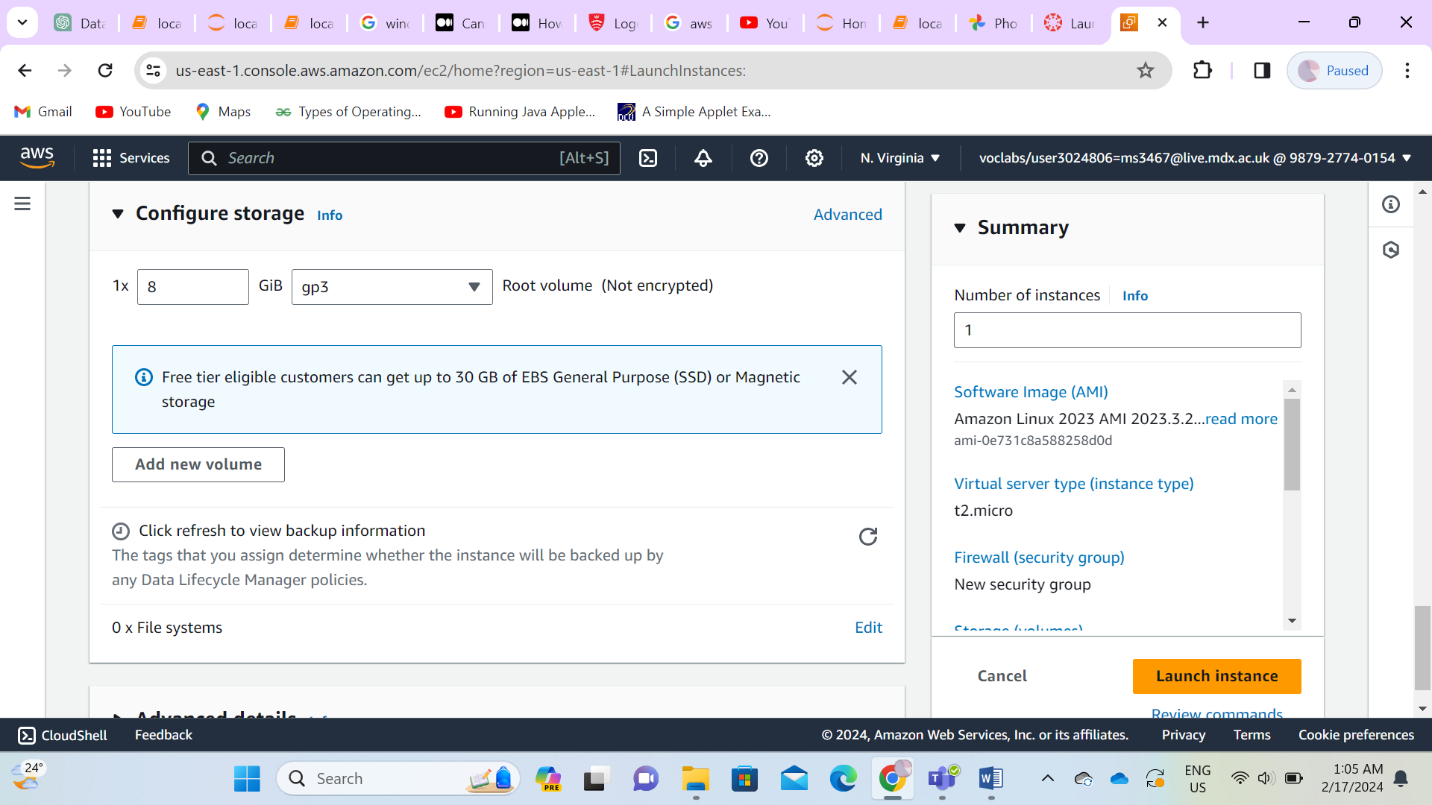 Data
loca
loca
loca
wind
Can
How
Log
aws
You
Hon
loca
Pho
Lau
us-east-1.console.aws.amazon.com/ec2/home?region=us-east-1#LaunchInstances:
Paused
Gmail
YouTube
Maps
Types of Operating...
Running Java Apple...
A Simple Applet Exa...
aws
Services
Search
[Alt+S]
N. Virginia
voclabs/user3024806=ms3467@live.mdx.ac.uk @ 9879-2774-0154
Configure storage Info
Advanced
1x 8 GiB gp3 Root volume (Not encrypted)
Free tier eligible customers can get up to 30 GB of EBS General Purpose (SSD) or Magnetic
storage
Add new volume
Click refresh to view backup information
The tags that you assign determine whether the instance will be backed up by
any Data Lifecycle Manager policies.
0 x File systems
Edit
Advanced details Info
Summary
Number of instances Info
1
Software Image (AMI)
Amazon Linux 2023 AMI 2023.3.2...read more
ami-0e731c8a588258d0d
Virtual server type (instance type)
t2.micro
Firewall (security group)
New security group
Storage (volumes)
Cancel
Launch instance
Review commands
CloudShell
Feedback
© 2024, Amazon Web Services, Inc. or its affiliates.
Privacy
Terms
Cookie preferences
24°
Search
PRE
ENG
US
1:05 AM
2/17/2024